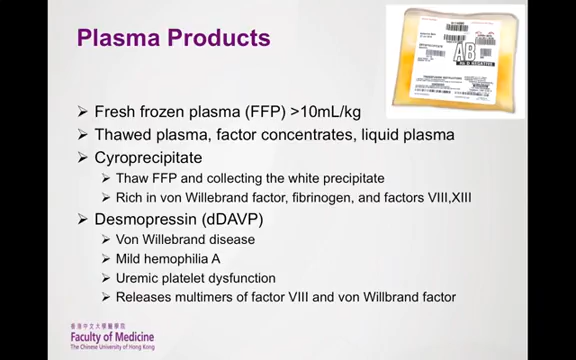 Plasma Products
Fresh frozen plasma (FFP) >10mL/kg
Thawed plasma, factor concentrates, liquid plasma
Cyroprecipitate
Thaw FFP and collecting the white precipitate
Rich in von Willebrand factor, fibrinogen, and factors VIII,XIII
Desmopressin (dDAVP)
Von Willebrand disease
Mild hemophilia A
Uremic platelet dysfunction
Releases multimers of factor VIII and von Willbrand factor
AB
香港中文大學醫學院
Faculty of Medicine
The Chinese University of Hong Kong